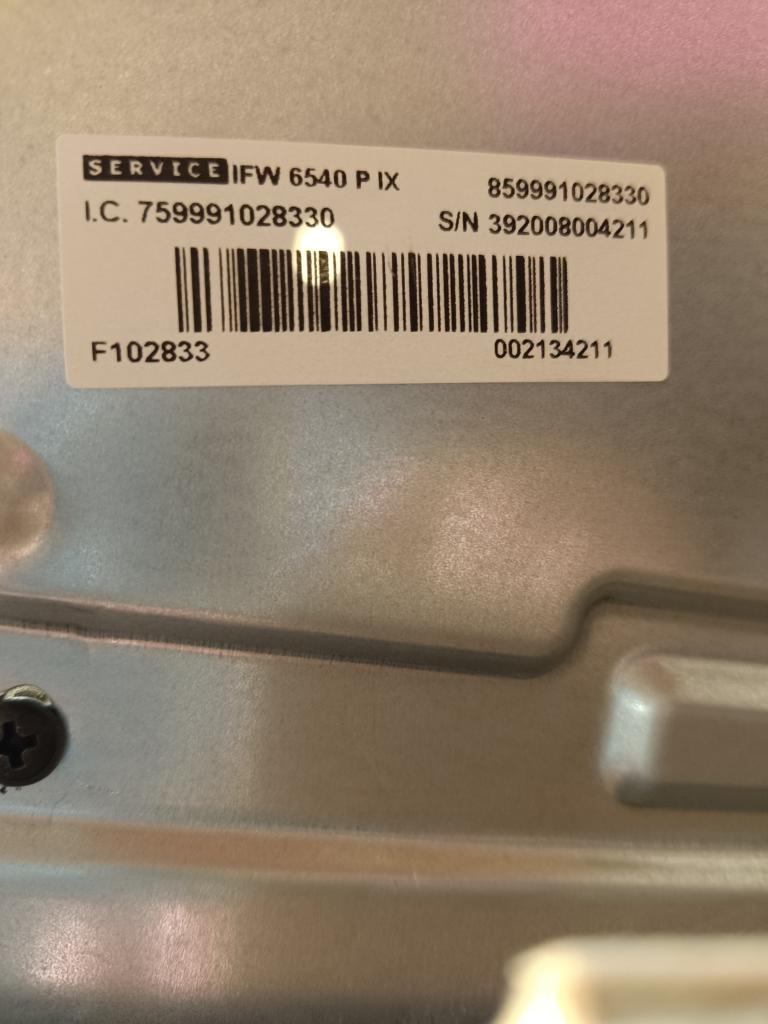 SERVICE IFW 6540 P IX 859991028330
I.C. 759991028330 S/N 392008004211
F102833 002134211